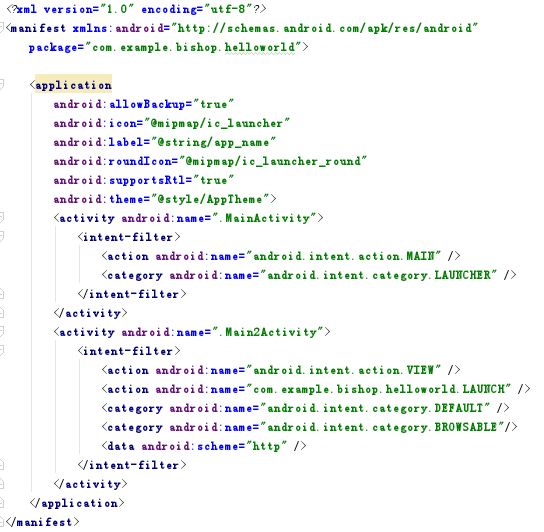 <?xml version="1.0" encoding="utf-8"?>
<manifest xmlns:android="http://schemas.android.com/apk/res/android"
    package="com.example.bishop.helloworld">

    <application
        android:allowBackup="true"
        android:icon="@mipmap/ic_launcher"
        android:label="@string/app_name"
        android:roundIcon="@mipmap/ic_launcher_round"
        android:supportsRtl="true"
        android:theme="@style/AppTheme">
        <activity android:name=".MainActivity">
            <intent-filter>
                <action android:name="android.intent.action.MAIN" />
                <category android:name="android.intent.category.LAUNCHER" />
            </intent-filter>
        </activity>
        <activity android:name=".Main2Activity">
            <intent-filter>
                <action android:name="android.intent.action.VIEW" />
                <action android:name="com.example.bishop.helloworld.LAUNCH" />
                <category android:name="android.intent.category.DEFAULT" />
                <category android:name="android.intent.category.BROWSABLE"/>
                <data android:scheme="http" />
            </intent-filter>
        </activity>
    </application>
</manifest>